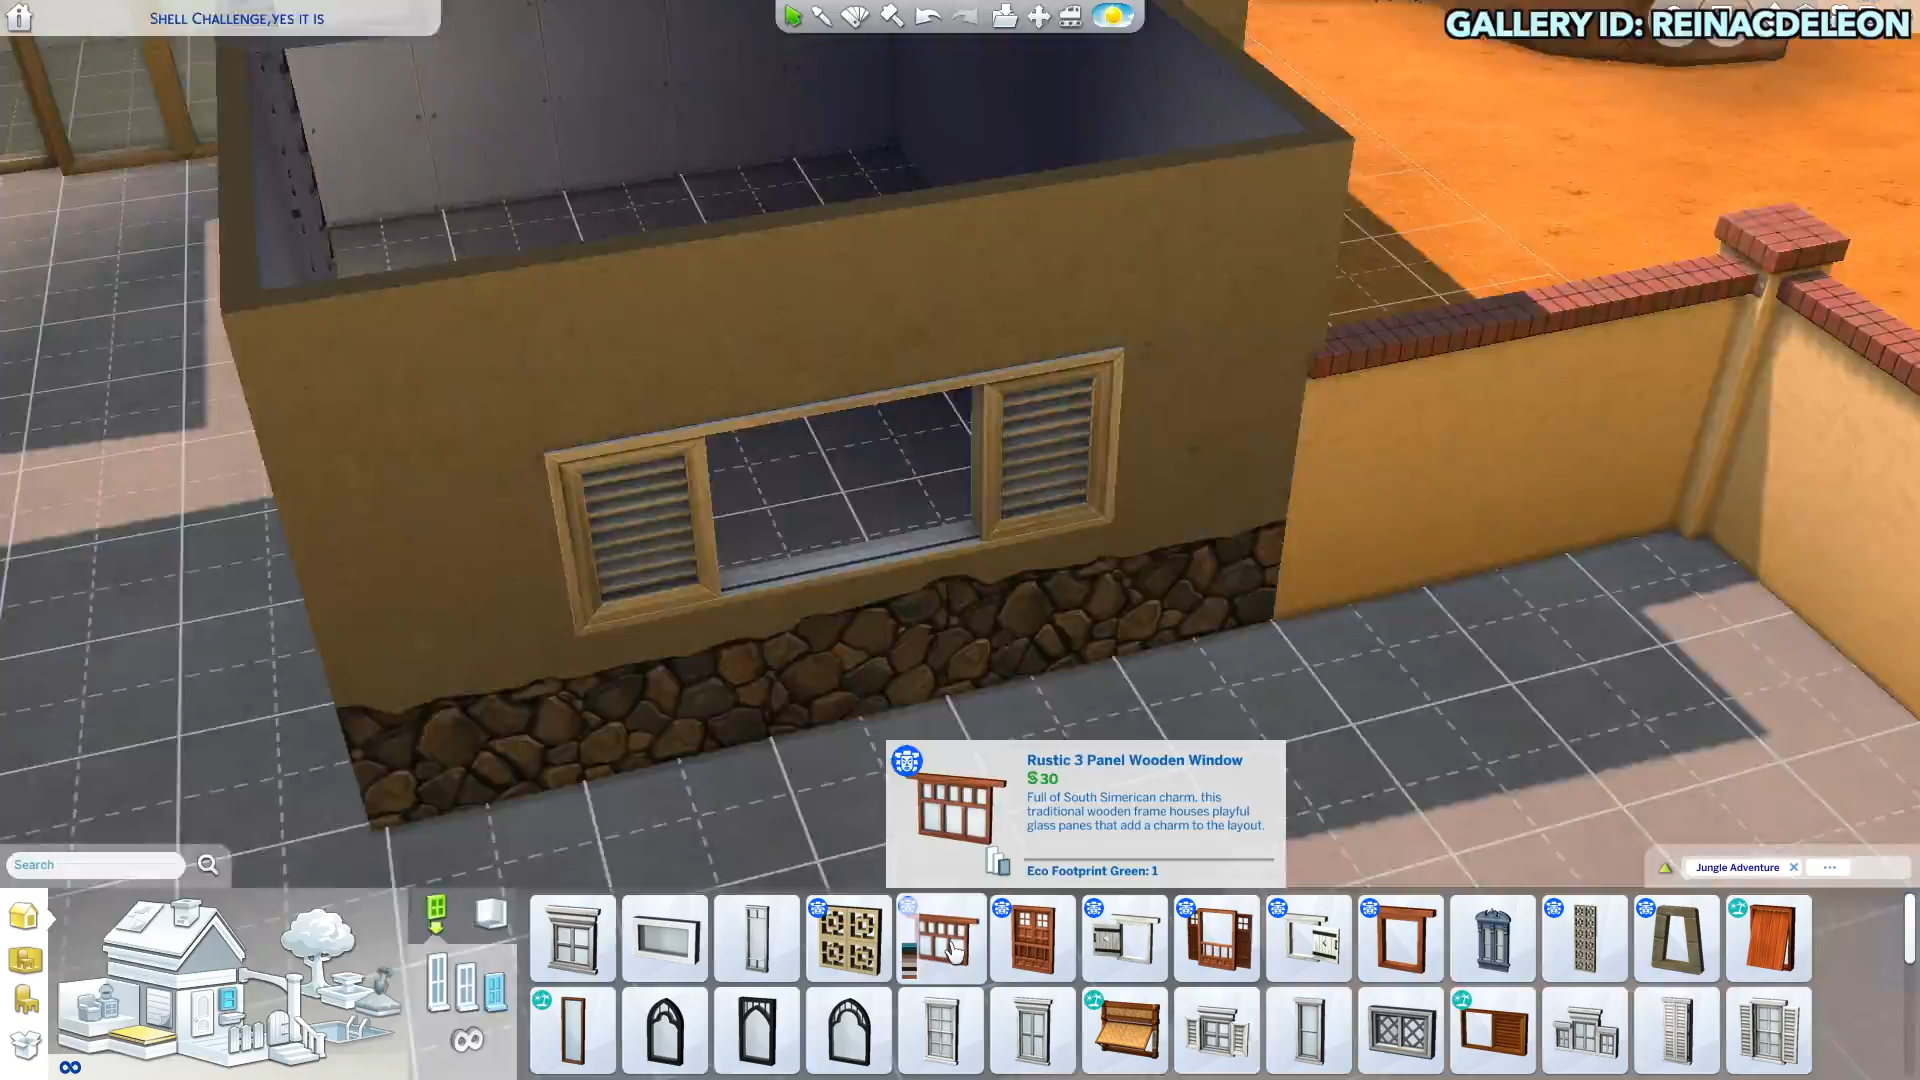 SHELL CHALLENGE,YES IT IS
GALLERY ID: REINACDELEON
Rustic 3 Panel Wooden Window
§30
Full of South Simerican charm, this
traditional wooden frame houses playful
glass panes that add a charm to the layout.
Eco Footprint Green: 1
Search
Jungle Adventure